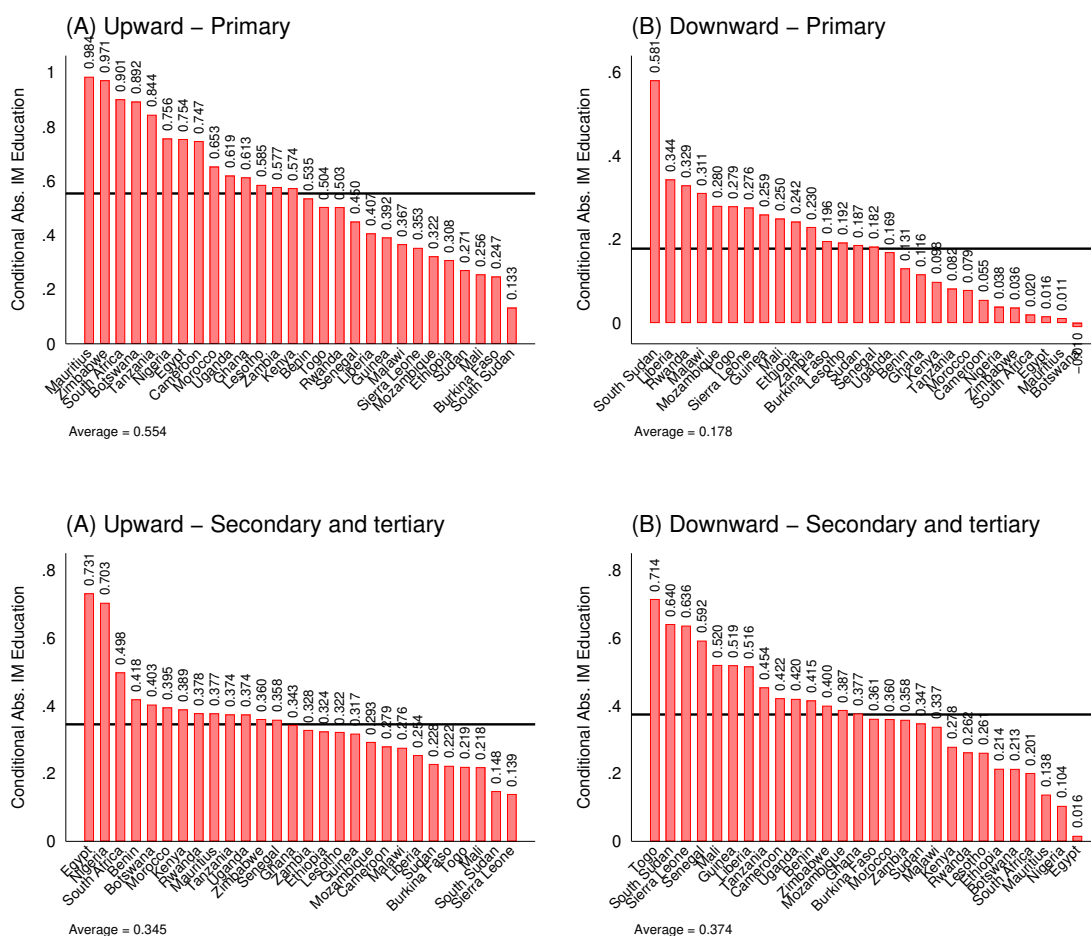 (A) Upward − Primary
Conditional Abs. IM Education
1
.8
.6
.4
.2
0
0.984
0.971
0.901
0.892
0.844
0.756
0.754
0.747
0.653
0.619
0.613
0.585
0.577
0.574
0.535
0.504
0.503
0.450
0.407
0.392
0.367
0.353
0.322
0.308
0.271
0.256
0.247
0.133
Mauritius
Zimbabwe
South Africa
Botswana
Tanzania
Nigeria
Egypt
Cameroon
Morocco
Uganda
Ghana
Lesotho
Zambia
Kenya
Benin
Togo
Rwanda
Senegal
Liberia
Guinea
Malawi
Sierra Leone
Mozambique
Ethiopia
Sudan
Mali
Burkina Faso
South Sudan
Average = 0.554
(B) Downward − Primary
Conditional Abs. IM Education
.6
.4
.2
0
0.581
0.344
0.329
0.311
0.280
0.279
0.276
0.259
0.250
0.242
0.230
0.196
0.192
0.187
0.182
0.169
0.131
0.116
0.098
0.082
0.079
0.055
0.038
0.036
0.020
0.016
0.011
South Sudan
Liberia
Rwanda
Malawi
Mozambique
Togo
Sierra Leone
Guinea
Mali
Ethiopia
Zambia
Burkina Faso
Lesotho
Sudan
Senegal
Uganda
Benin
Ghana
Kenya
Tanzania
Morocco
Cameroon
Nigeria
Zimbabwe
South Africa
Egypt
Mauritius
Botswana
Average = 0.178
(A) Upward − Secondary and tertiary
Conditional Abs. IM Education
.8
.6
.4
.2
0
0.731
0.703
0.498
0.418
0.403
0.395
0.389
0.378
0.377
0.374
0.374
0.360
0.358
0.343
0.328
0.324
0.322
0.317
0.293
0.279
0.276
0.254
0.228
0.222
0.219
0.218
0.148
0.139
Egypt
Nigeria
South Africa
Benin
Botswana
Morocco
Kenya
Rwanda
Mauritius
Tanzania
Uganda
Zimbabwe
Senegal
Ghana
Zambia
Ethiopia
Lesotho
Guinea
Mozambique
Cameroon
Malawi
Liberia
Sudan
Burkina Faso
Togo
Mali
South Sudan
Sierra Leone
Average = 0.345
(B) Downward − Secondary and tertiary
Conditional Abs. IM Education
.8
.6
.4
.2
0
0.714
0.640
0.636
0.592
0.520
0.519
0.516
0.454
0.422
0.420
0.415
0.400
0.387
0.377
0.361
0.360
0.358
0.347
0.337
0.278
0.262
0.261
0.214
0.213
0.201
0.138
0.104
0.016
Togo
South Sudan
Sierra Leone
Senegal
Mali
Guinea
Liberia
Tanzania
Cameroon
Uganda
Benin
Zimbabwe
Mozambique
Ghana
Burkina Faso
Morocco
Zambia
Sudan
Malawi
Kenya
Rwanda
Lesotho
Ethiopia
Botswana
South Africa
Mauritius
Nigeria
Egypt
Average = 0.374